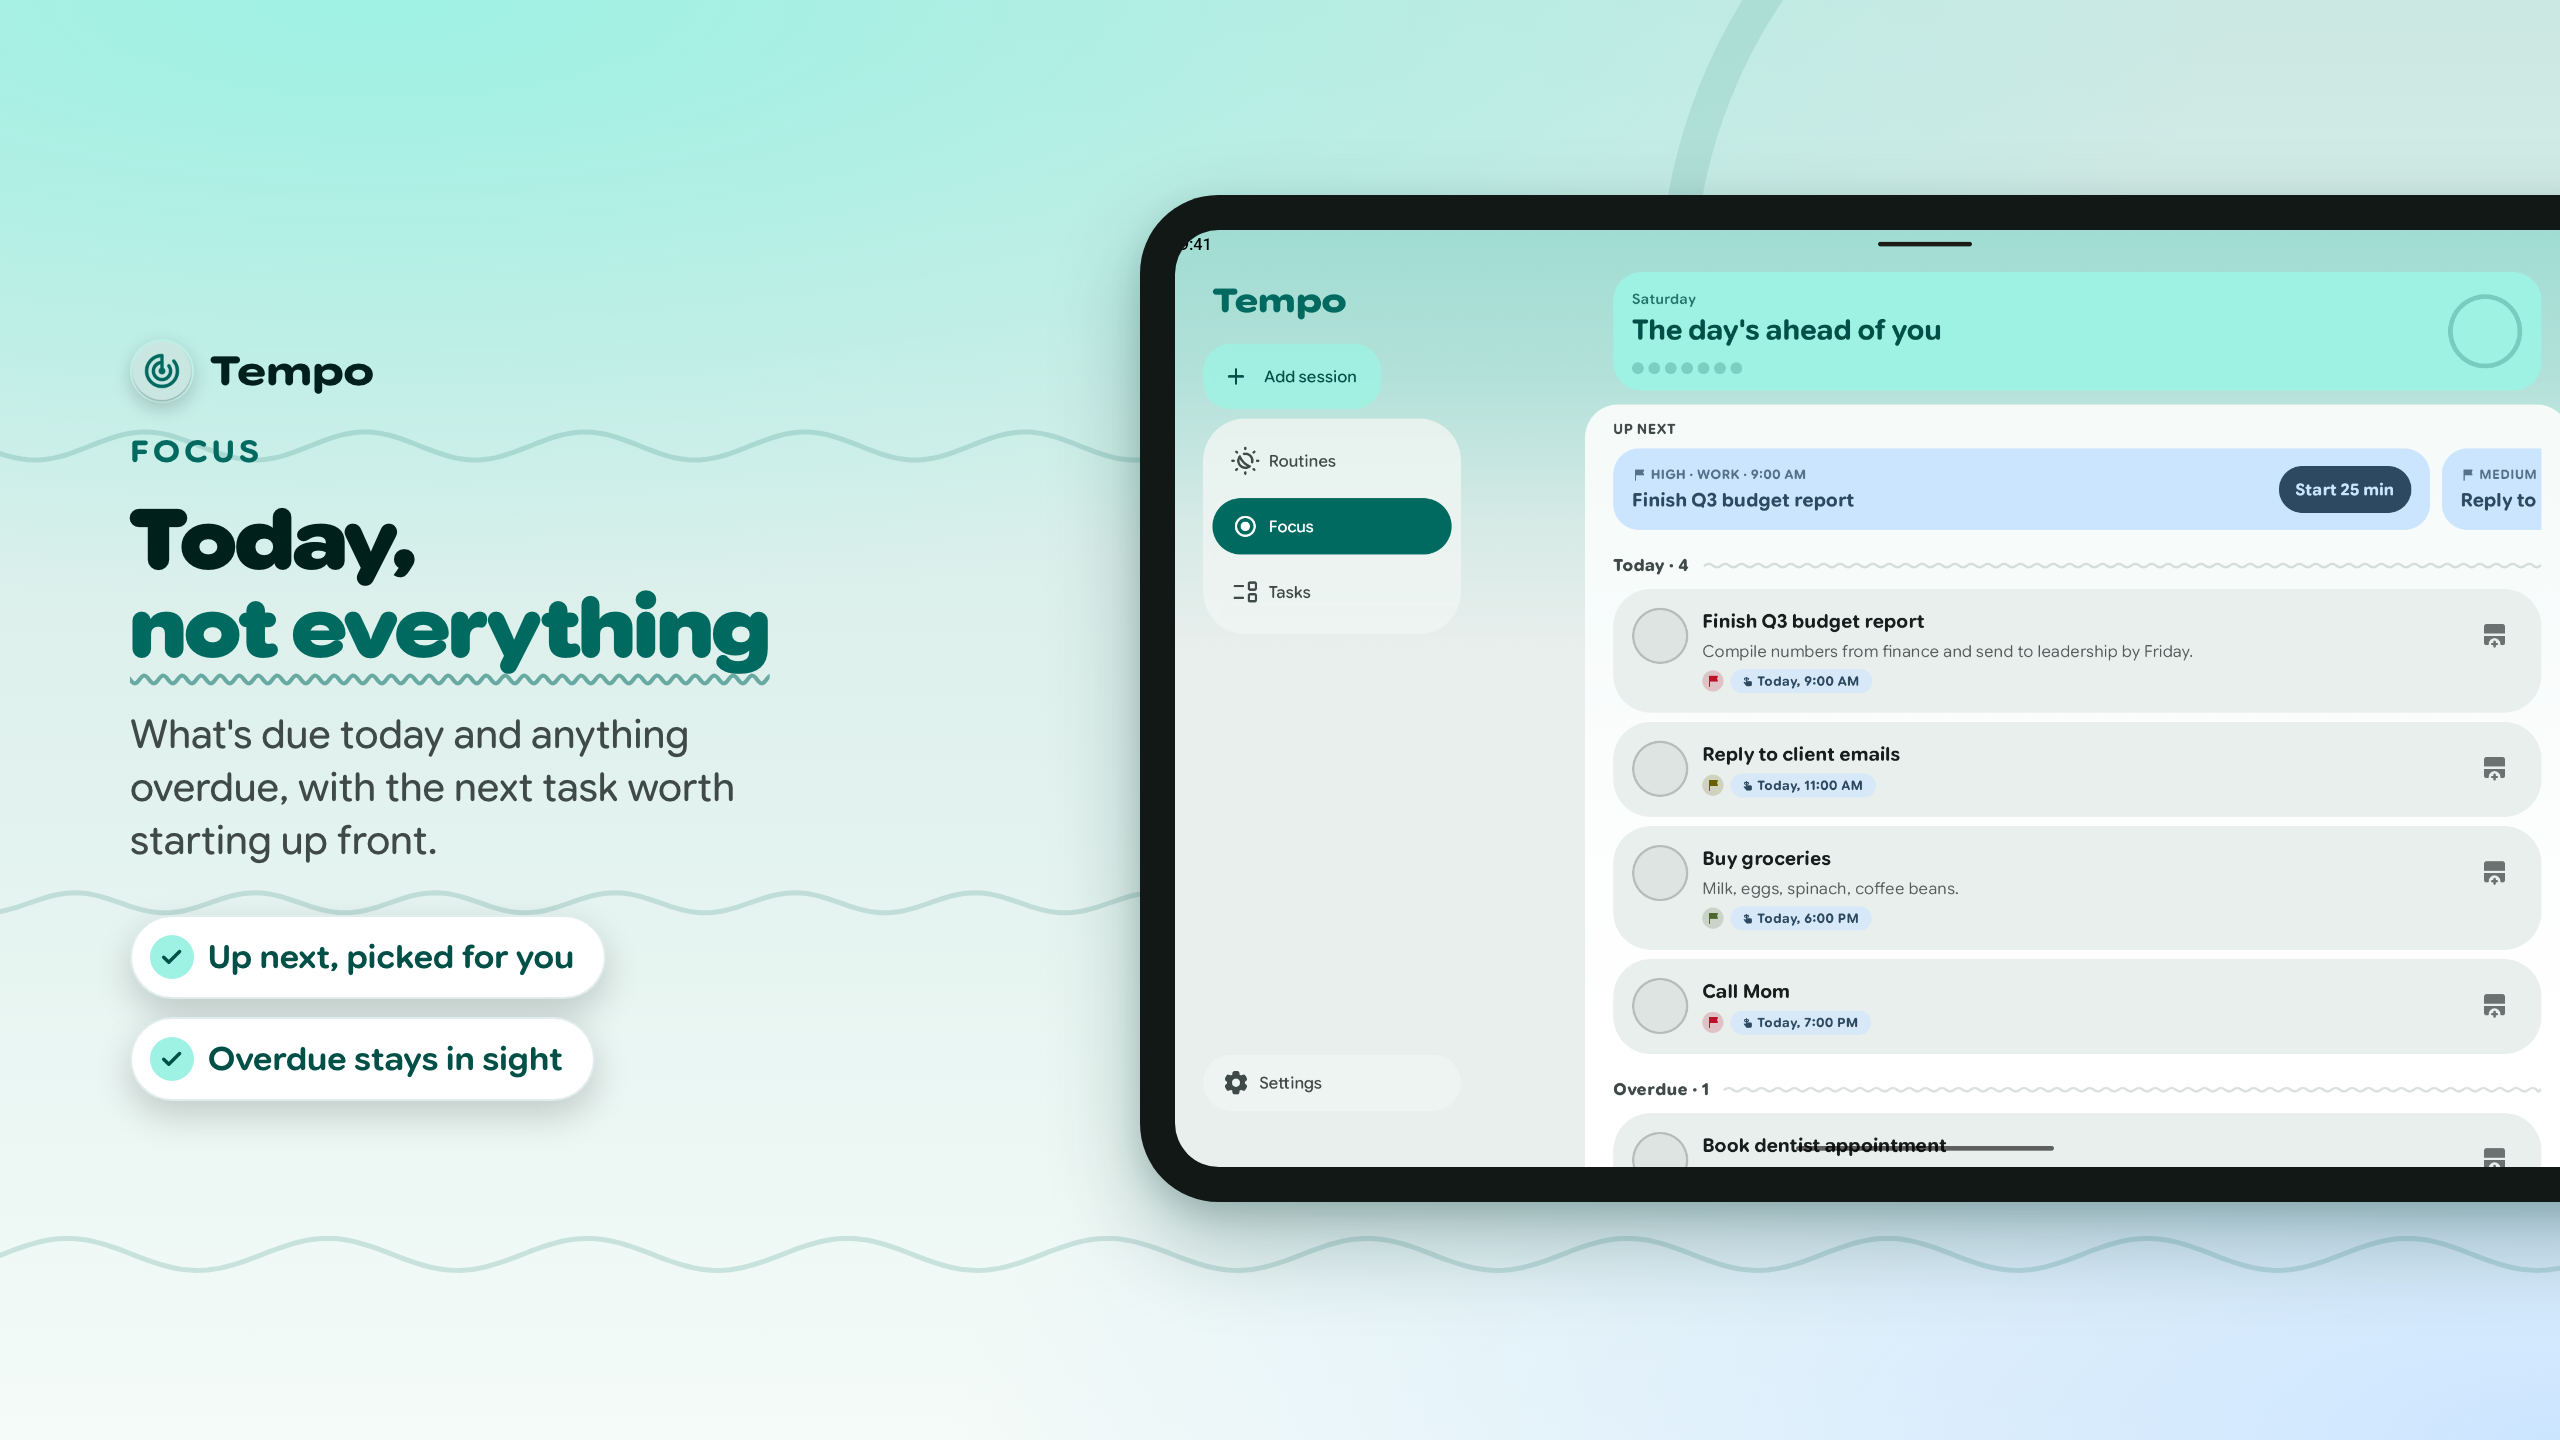 Tempo
FOCUS
Today,
not everything
What's due today and anything
overdue, with the next task worth
starting up front.
Up next, picked for you
Overdue stays in sight
:41
Tempo
Add session
Routines
Focus
Tasks
Settings
Saturday
The day's ahead of you
UP NEXT
HIGH · WORK · 9:00 AM
Finish Q3 budget report
Start 25 min
MEDIUM
Reply to
Today · 4
Finish Q3 budget report
Compile numbers from finance and send to leadership by Friday.
Today, 9:00 AM
Reply to client emails
Today, 11:00 AM
Buy groceries
Milk, eggs, spinach, coffee beans.
Today, 6:00 PM
Call Mom
Today, 7:00 PM
Overdue · 1
Book dentist appointment